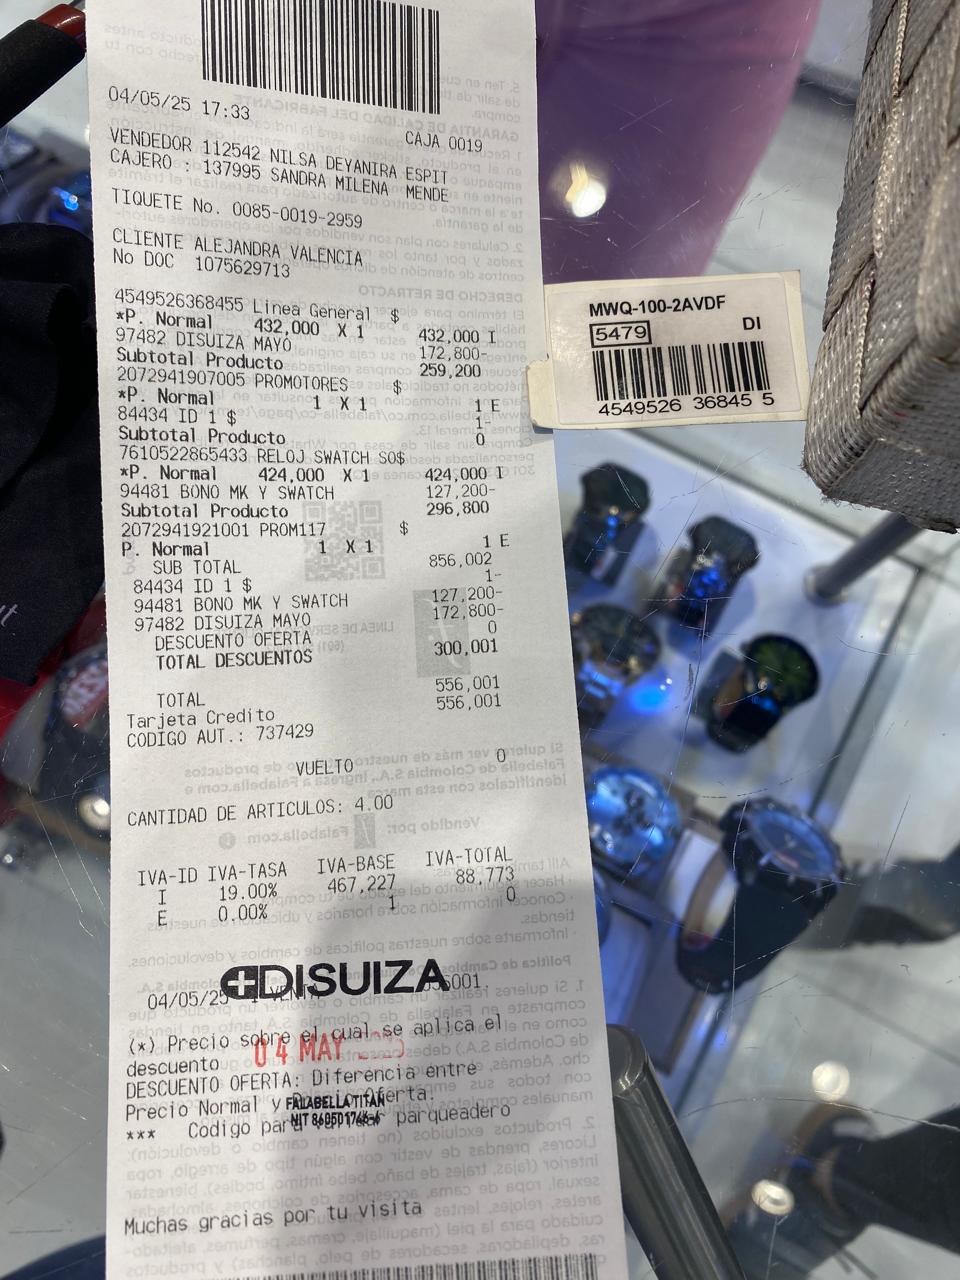 04/05/25 17:33
CAJA 0019
VENDEDOR 112542 NILSA DEYANIRA ESPIT
CAJERO : 137995 SANDRA MILENA MENDE
TIQUETE No. 0085-0019-2959
CLIENTE ALEJANDRA VALENCIA
No DOC 1075629713
4549526368455 Linea General $
*P. Normal 432,000 X 1 432,000 I
97482 DISUIZA MAYO 172,800-
Subtotal Producto 259,200
2072941907005 PROMOTORES $
*P. Normal 1 X 1 1 E
84434 ID 1 $ 1-
Subtotal Producto 0
7610522865433 RELOJ SWATCH SO$
*P. Normal 424,000 X 1 424,000 I
94481 BONO MK Y SWATCH 127,200-
Subtotal Producto 296,800
2072941921001 PROM117 $
P. Normal 1 X 1 1 E
SUB TOTAL 856,002
84434 ID 1 $ 1-
94481 BONO MK Y SWATCH 127,200-
97482 DISUIZA MAYO 172,800-
DESCUENTO OFERTA 0
TOTAL DESCUENTOS 300,001
TOTAL 556,001
Tarjeta Credito 556,001
CODIGO AUT.: 737429
VUELTO 0
CANTIDAD DE ARTICULOS: 4.00
IVA-ID IVA-TASA IVA-BASE IVA-TOTAL
I 19.00% 467,227 88,773
E 0.00% 1 0
DISUIZA
04/05/25
(*) Precio sobre el cual se aplica el
descuento
04 MAY
DESCUENTO OFERTA: Diferencia entre
Precio Normal y Oferta.
FALABELLA TITAN
*** Codigo para parqueadero
Muchas gracias por tu visita
MWQ-100-2AVDF
5479 DI
4549526 36845 5